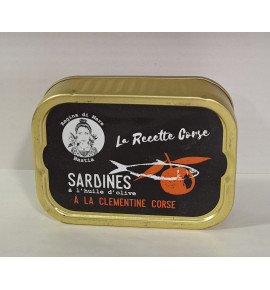 Regina di Mare
Bastia
La Recette Corse
SARDINES
à l'huile d'olive
À LA CLEMENTINE CORSE